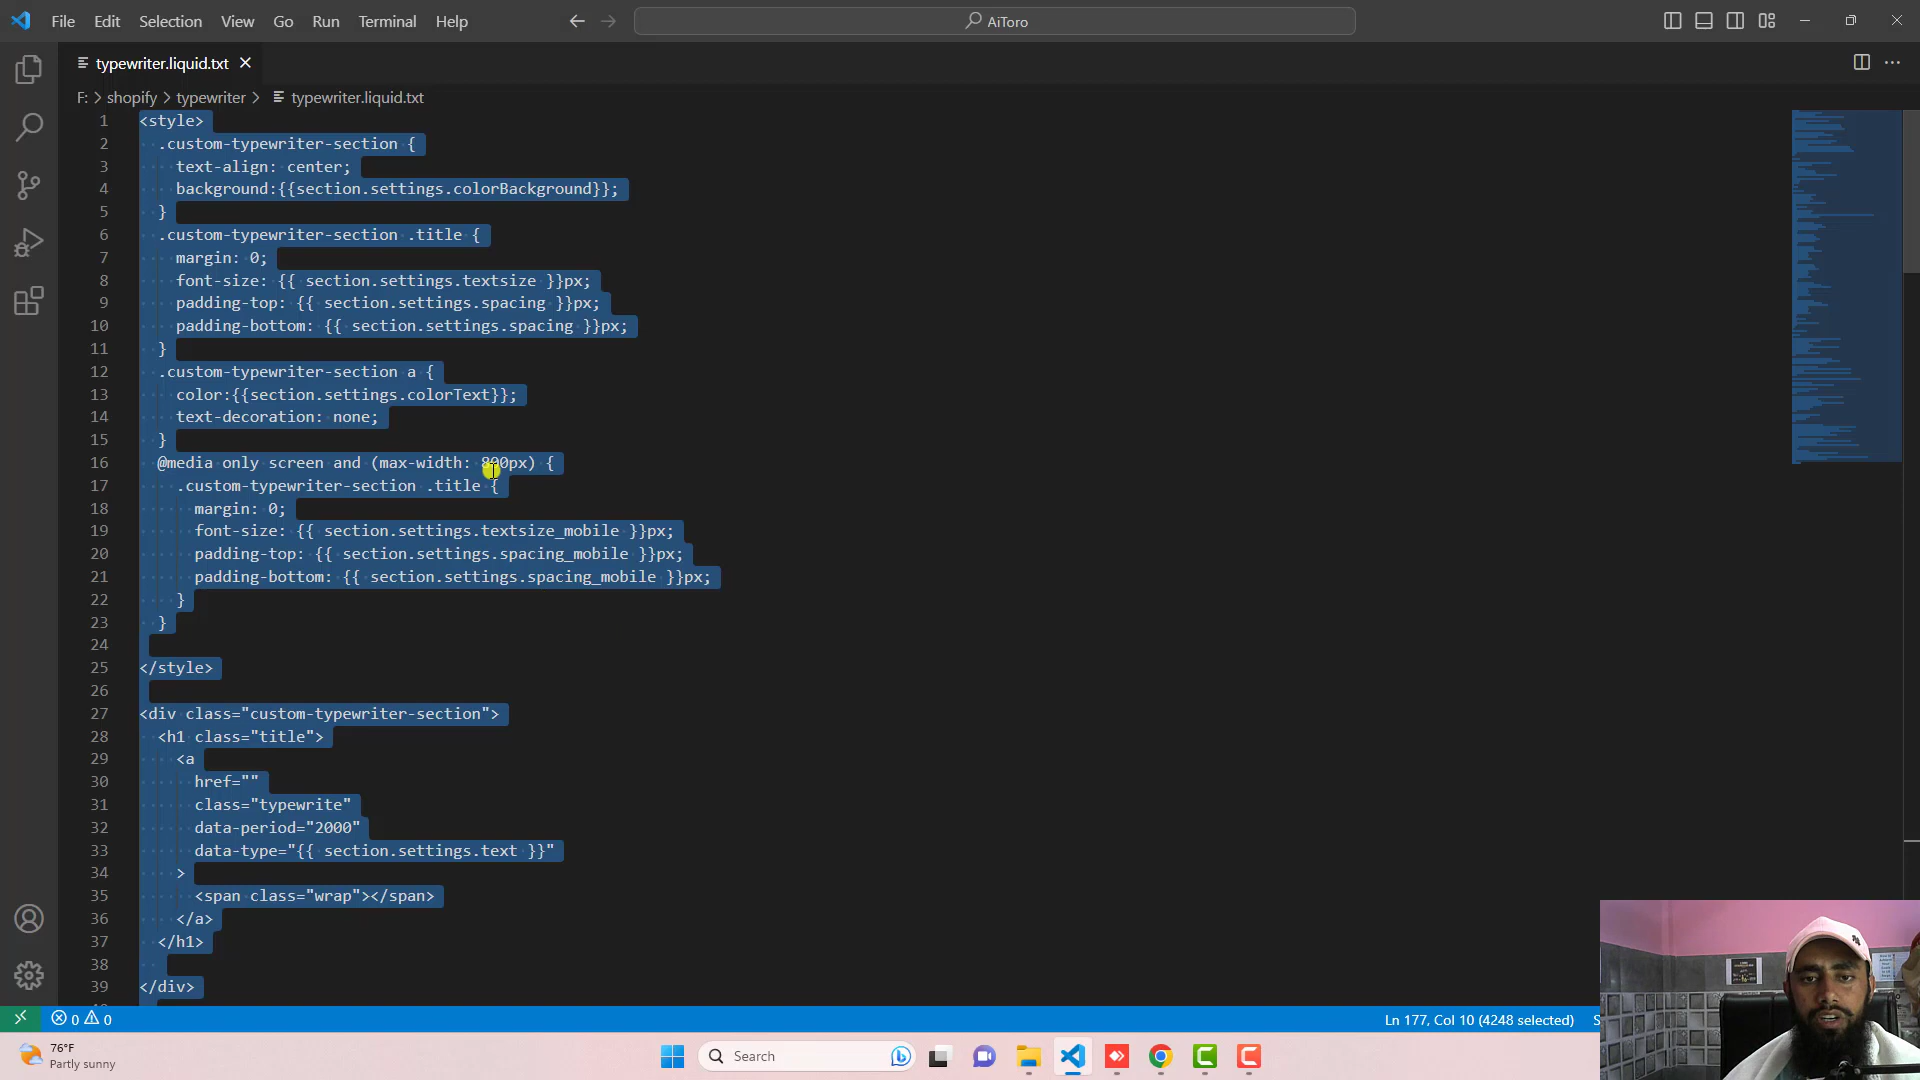 File Edit Selection View Go Run Terminal Help AiToro
typewriter.liquid.txt
F: > shopify > typewriter > typewriter.liquid.txt
1 <style>
2 .custom-typewriter-section {
3 text-align: center;
4 background:{{section.settings.colorBackground}};
5 }
6 .custom-typewriter-section .title {
7 margin: 0;
8 font-size: {{ section.settings.textsize }}px;
9 padding-top: {{ section.settings.spacing }}px;
10 padding-bottom: {{ section.settings.spacing }}px;
11 }
12 .custom-typewriter-section a {
13 color:{{section.settings.colorText}};
14 text-decoration: none;
15 }
16 @media only screen and (max-width: 800px) {
17 .custom-typewriter-section .title {
18 margin: 0;
19 font-size: {{ section.settings.textsize_mobile }}px;
20 padding-top: {{ section.settings.spacing_mobile }}px;
21 padding-bottom: {{ section.settings.spacing_mobile }}px;
22 }
23 }
24
25 </style>
26
27 <div class="custom-typewriter-section">
28 <h1 class="title">
29 <a
30 href=""
31 class="typewrite"
32 data-period="2000"
33 data-type="{{ section.settings.text }}"
34 >
35 <span class="wrap"></span>
36 </a>
37 </h1>
38
39 </div>
0 0 Ln 177, Col 10 (4248 selected)
76°F
Partly sunny
Search